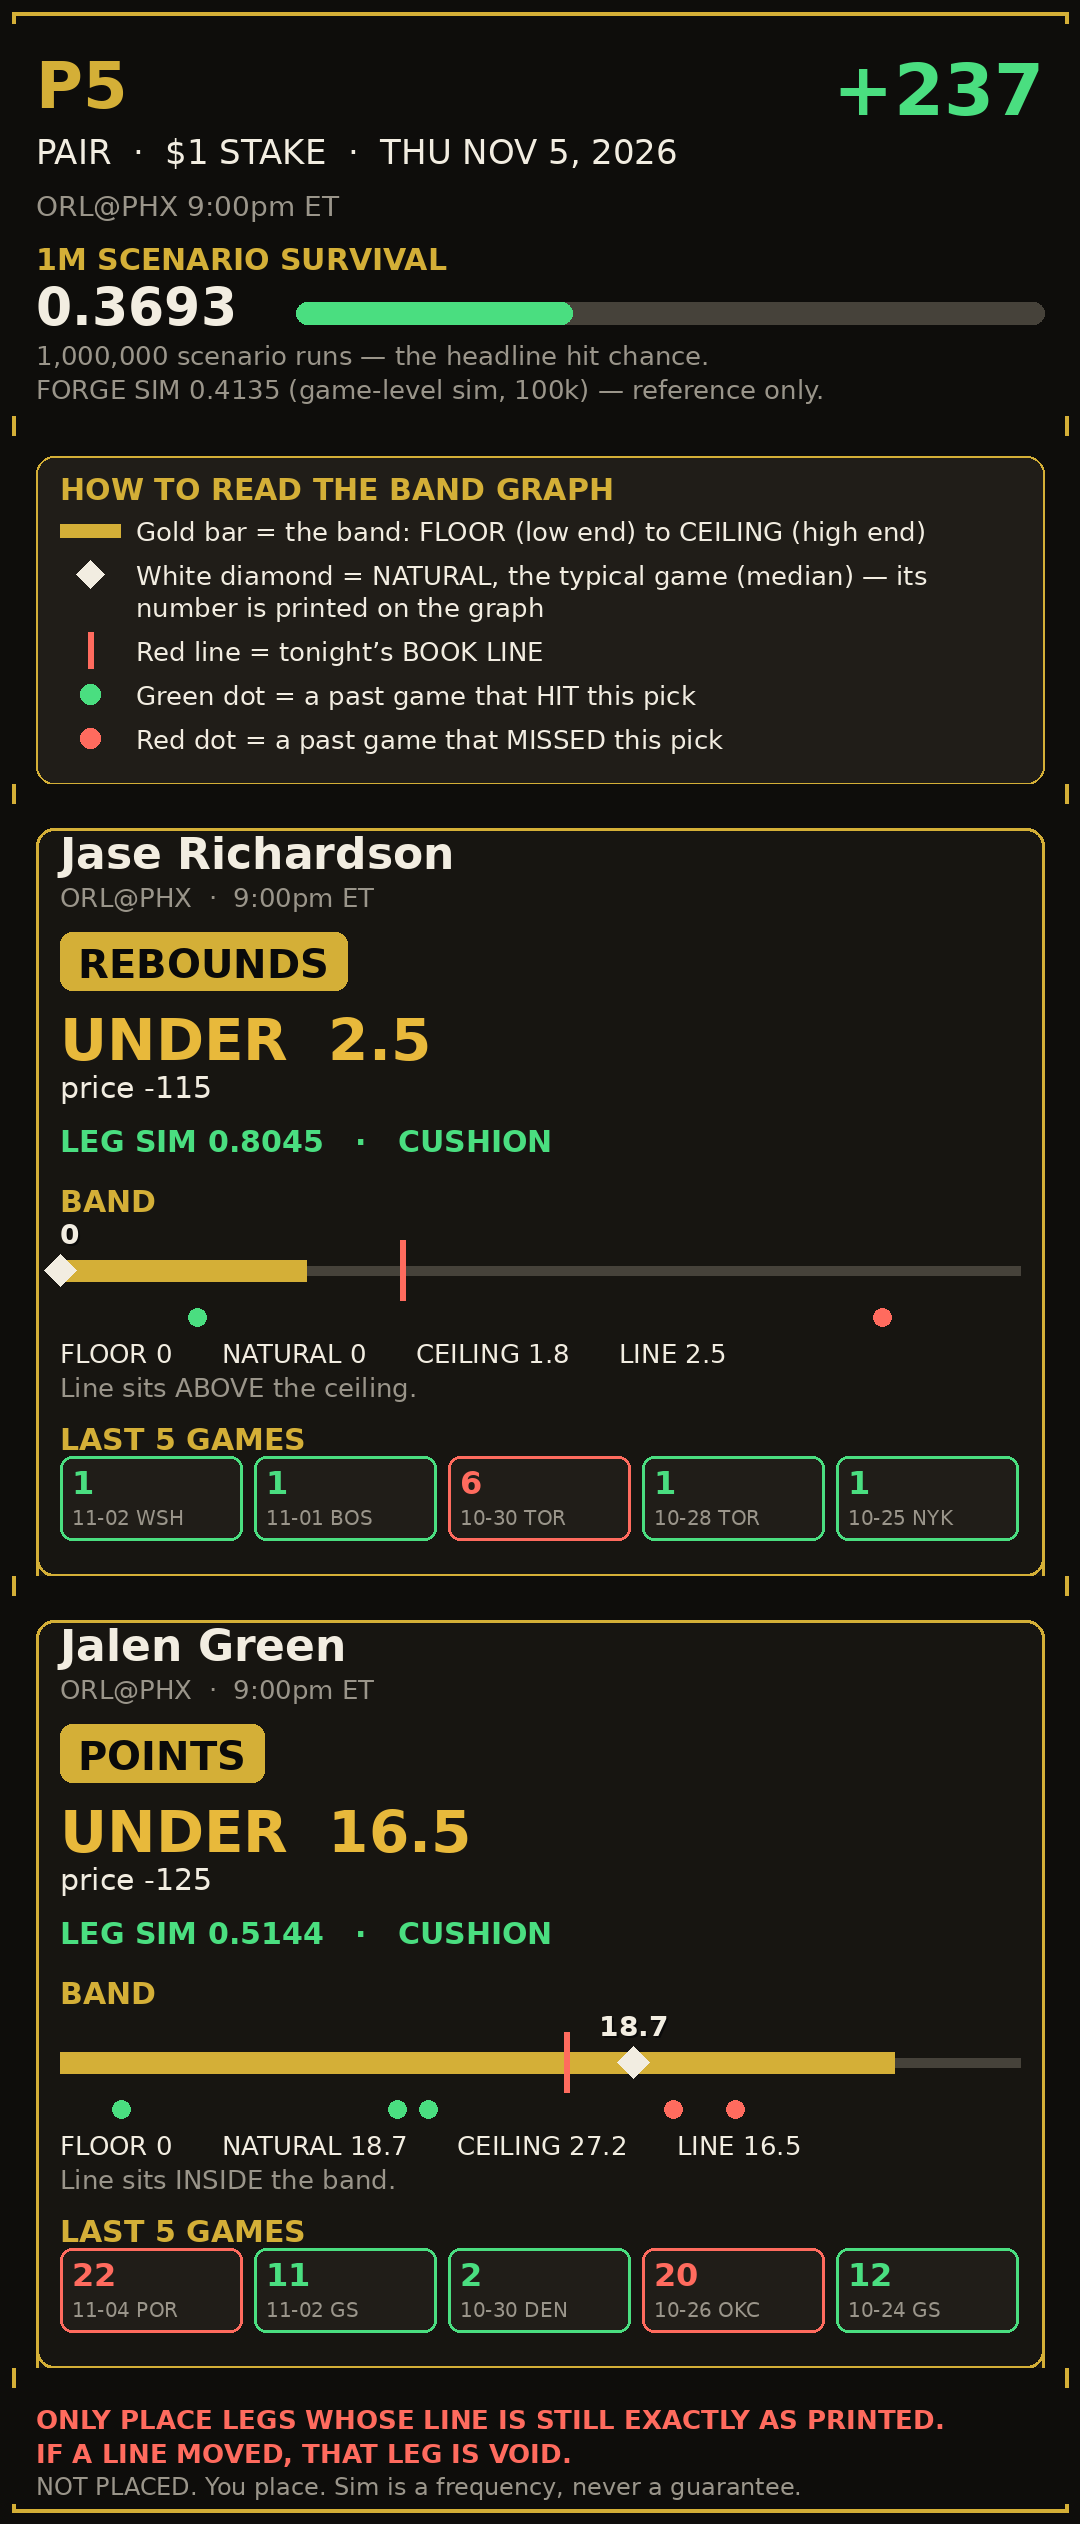 P5
+237
PAIR · $1 STAKE · THU NOV 5, 2026
ORL@PHX 9:00pm ET
1M SCENARIO SURVIVAL
0.3693
1,000,000 scenario runs — the headline hit chance.
FORGE SIM 0.4135 (game-level sim, 100k) — reference only.
HOW TO READ THE BAND GRAPH
Gold bar = the band: FLOOR (low end) to CEILING (high end)
White diamond = NATURAL, the typical game (median) — its
number is printed on the graph
Red line = tonight’s BOOK LINE
Green dot = a past game that HIT this pick
Red dot = a past game that MISSED this pick
Jase Richardson
ORL@PHX · 9:00pm ET
REBOUNDS
UNDER 2.5
price -115
LEG SIM 0.8045 · CUSHION
BAND
0
FLOOR 0 NATURAL 0 CEILING 1.8 LINE 2.5
Line sits ABOVE the ceiling.
LAST 5 GAMES
1 1 6 1 1
11-02 WSH 11-01 BOS 10-30 TOR 10-28 TOR 10-25 NYK
Jalen Green
ORL@PHX · 9:00pm ET
POINTS
UNDER 16.5
price -125
LEG SIM 0.5144 · CUSHION
BAND
18.7
FLOOR 0 NATURAL 18.7 CEILING 27.2 LINE 16.5
Line sits INSIDE the band.
LAST 5 GAMES
22 11 2 20 12
11-04 POR 11-02 GS 10-30 DEN 10-26 OKC 10-24 GS
ONLY PLACE LEGS WHOSE LINE IS STILL EXACTLY AS PRINTED.
IF A LINE MOVED, THAT LEG IS VOID.
NOT PLACED. You place. Sim is a frequency, never a guarantee.